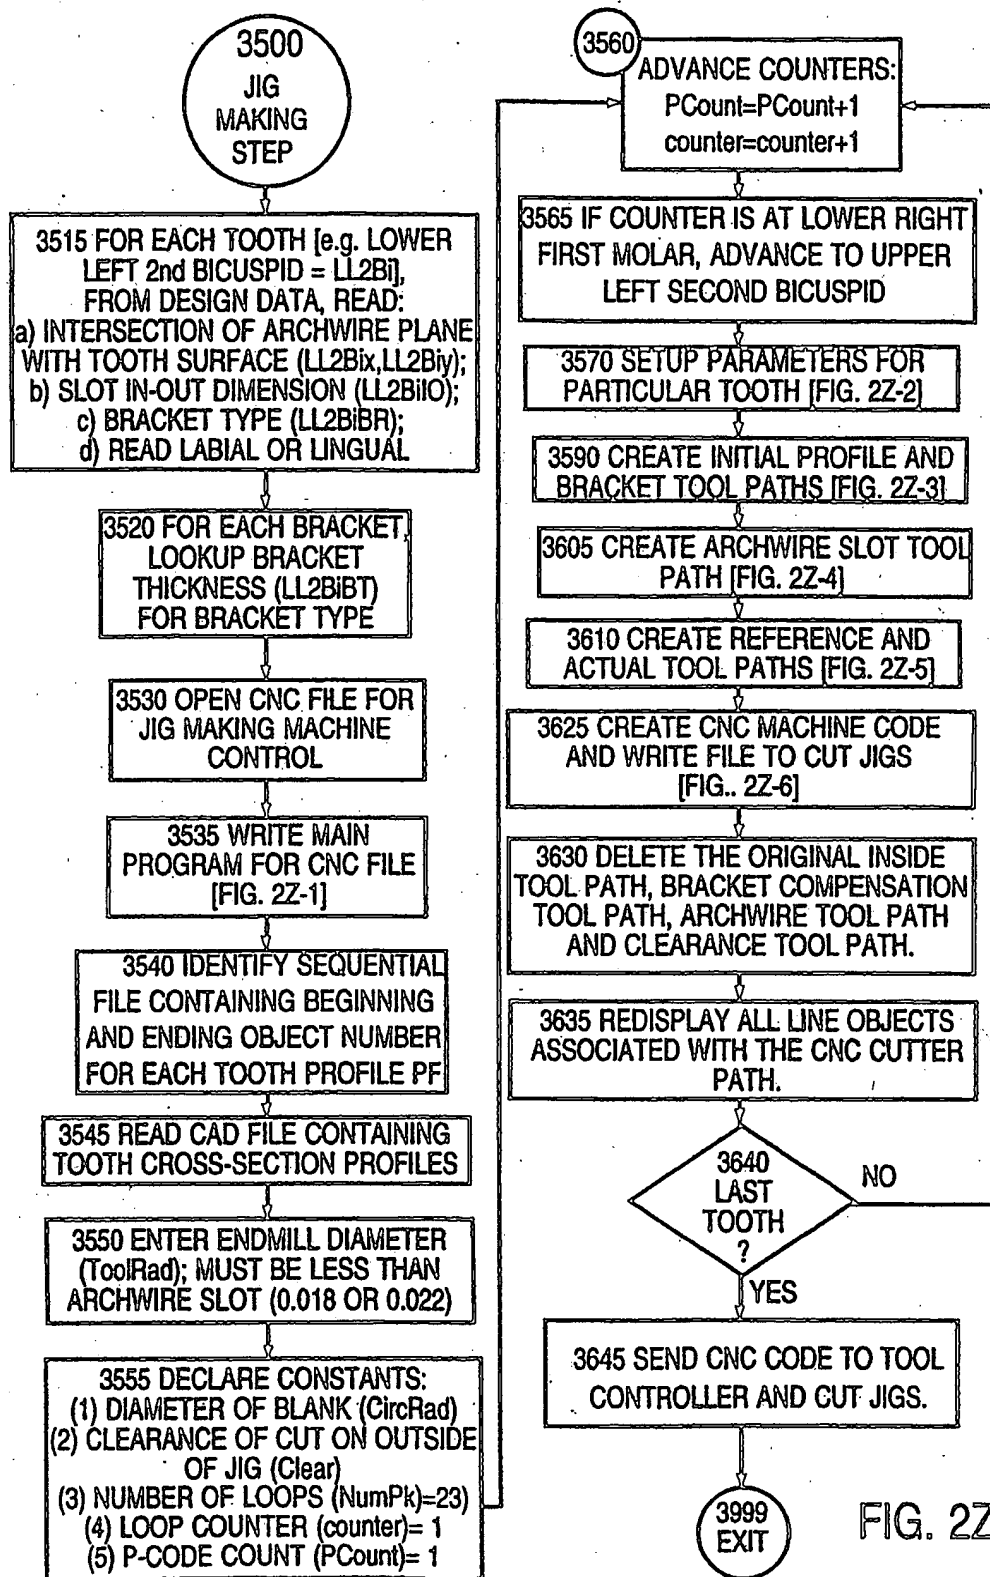 3500
JIG
MAKING
STEP
3515 FOR EACH TOOTH [e.g. LOWER
LEFT 2nd BICUSPID = LL2Bi],
FROM DESIGN DATA, READ:
a) INTERSECTION OF ARCHWIRE PLANE
WITH TOOTH SURFACE (LL2Bix,LL2Biy);
b) SLOT IN-OUT DIMENSION (LL2BiIO);
c) BRACKET TYPE (LL2BiBR);
d) READ LABIAL OR LINGUAL
3520 FOR EACH BRACKET,
LOOKUP BRACKET
THICKNESS (LL2BiBT)
FOR BRACKET TYPE
3530 OPEN CNC FILE FOR
JIG MAKING MACHINE
CONTROL
3535 WRITE MAIN
PROGRAM FOR CNC FILE
[FIG. 2Z-1]
3540 IDENTIFY SEQUENTIAL
FILE CONTAINING BEGINNING
AND ENDING OBJECT NUMBER
FOR EACH TOOTH PROFILE PF
3545 READ CAD FILE CONTAINING
TOOTH CROSS-SECTION PROFILES
3550 ENTER ENDMILL DIAMETER
(ToolRad); MUST BE LESS THAN
ARCHWIRE SLOT (0.018 OR 0.022)
3555 DECLARE CONSTANTS:
(1) DIAMETER OF BLANK (CircRad)
(2) CLEARANCE OF CUT ON OUTSIDE
OF JIG (Clear)
(3) NUMBER OF LOOPS (NumPk)=23
(4) LOOP COUNTER (counter)= 1
(5) P-CODE COUNT (PCount)= 1
3560
ADVANCE COUNTERS:
PCount=PCount+1
counter=counter+1
3565 IF COUNTER IS AT LOWER RIGHT
FIRST MOLAR, ADVANCE TO UPPER
LEFT SECOND BICUSPID
3570 SETUP PARAMETERS FOR
PARTICULAR TOOTH [FIG. 2Z-2]
3590 CREATE INITIAL PROFILE AND
BRACKET TOOL PATHS [FIG. 2Z-3]
3605 CREATE ARCHWIRE SLOT TOOL
PATH [FIG. 2Z-4]
3610 CREATE REFERENCE AND
ACTUAL TOOL PATHS [FIG. 2Z-5]
3625 CREATE CNC MACHINE CODE
AND WRITE FILE TO CUT JIGS
[FIG.. 2Z-6]
3630 DELETE THE ORIGINAL INSIDE
TOOL PATH, BRACKET COMPENSATION
TOOL PATH, ARCHWIRE TOOL PATH
AND CLEARANCE TOOL PATH.
3635 REDISPLAY ALL LINE OBJECTS
ASSOCIATED WITH THE CNC CUTTER
PATH.
3640
LAST
TOOTH
?
NO
YES
3645 SEND CNC CODE TO TOOL
CONTROLLER AND CUT JIGS.
3999
EXIT
FIG. 2Z